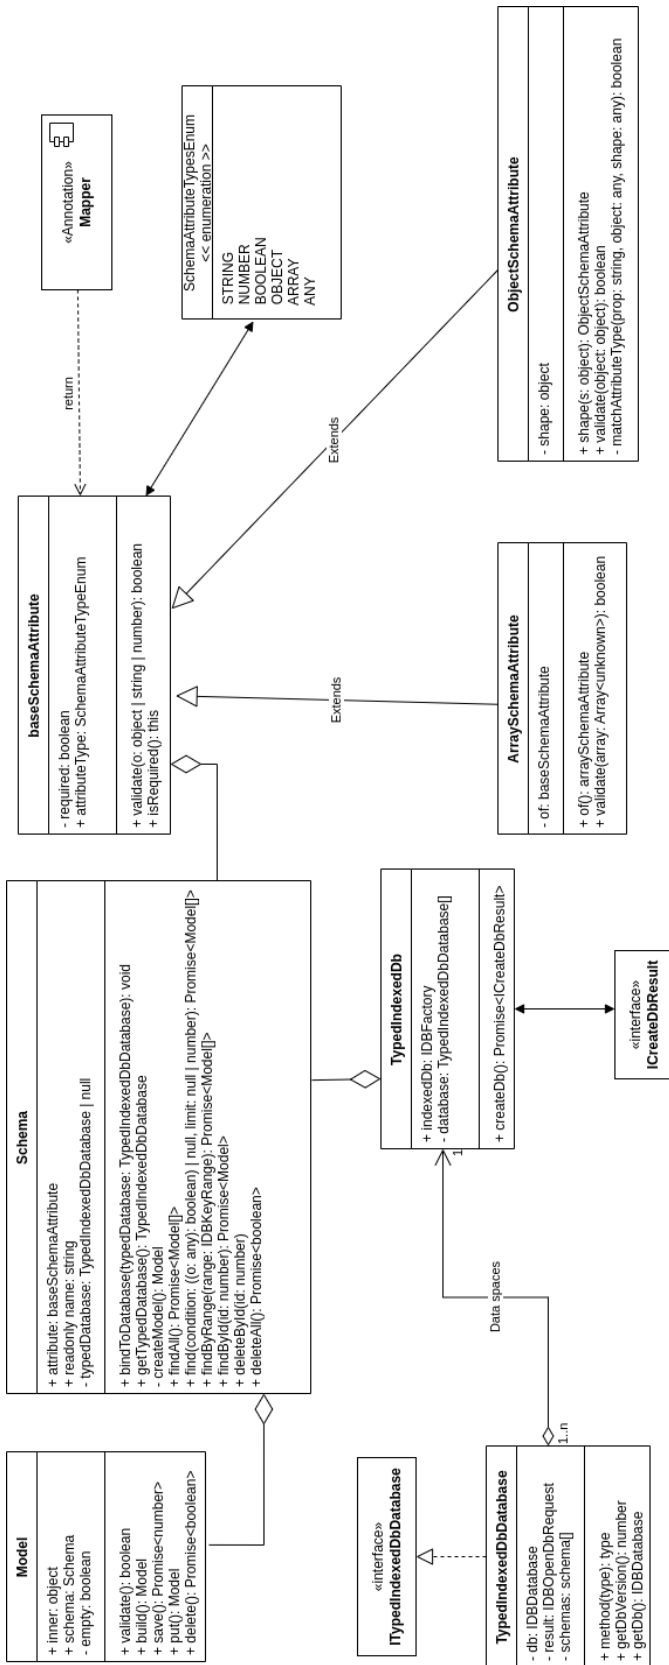 Model
+ inner: object
+ schema: Schema
- empty: boolean
+ validate(): boolean
+ build(): Model
+ save(): Promise<number>
+ put(): Model
+ delete(): Promise<boolean>
Schema
+ attribute: baseSchemaAttribute
+ readonly name: string
- typedDatabase: TypedIndexedDbDatabase | null
+ bindToDatabase(typedDatabase: TypedIndexedDbDatabase): void
+ getTypedDatabase(): TypedIndexedDbDatabase
- createModel(): Model
+ findAll(): Promise<Model[]>
+ find(condition: ((o: any): boolean) | null, limit: null | number): Promise<Model[]>
+ findByRange(range: IDBKeyRange): Promise<Model[]>
+ findById(id: number): Promise<Model>
+ deleteById(id: number)
+ deleteAll(): Promise<boolean>
baseSchemaAttribute
- required: boolean
+ attributeType: SchemaAttributeTypeEnum
+ validate(o: object | string | number): boolean
+ isRequired(): this
return
«Annotation»
Mapper
SchemaAttributeTypesEnum
<< enumeration >>
STRING
NUMBER
BOOLEAN
OBJECT
ARRAY
ANY
Extends
Extends
«interface»
ITypedIndexedDbDatabase
TypedIndexedDbDatabase
- db: IDBDatabase
- result: IDBOpenDbRequest
- schemas: schema[]
+ method(type): type
+ getDbVersion(): number
+ getDb(): IDBDatabase
1..n
Data spaces
1
TypedIndexedDb
+ indexedDb: IDBFactory
- database: TypedIndexedDbDatabase[]
+ createDb(): Promise<ICreateDbResult>
«interface»
ICreateDbResult
ArraySchemaAttribute
- of: baseSchemaAttribute
+ of(): arraySchemaAttribute
+ validate(array: Array<unknown>): boolean
ObjectSchemaAttribute
- shape: object
+ shape(s: object): ObjectSchemaAttribute
+ validate(object: object): boolean
- matchAttributeType(prop: string, object: any, shape: any): boolean